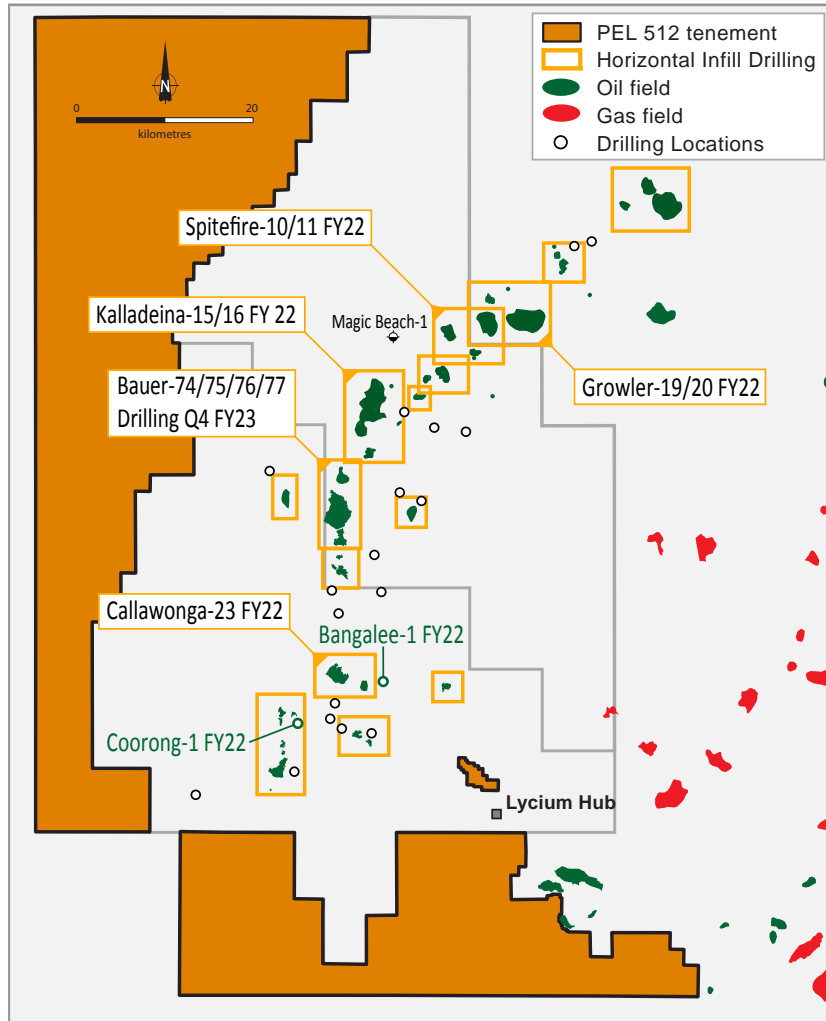 PEL 512 tenement
Horizontal Infill Drilling
Oil field
Gas field
Drilling Locations
N
0 20
kilometres
Spitefire-10/11 FY22
Kalladeina-15/16 FY 22
Magic Beach-1
Bauer-74/75/76/77
Drilling Q4 FY23
Growler-19/20 FY22
Callawonga-23 FY22
Bangalee-1 FY22
Coorong-1 FY22
Lycium Hub